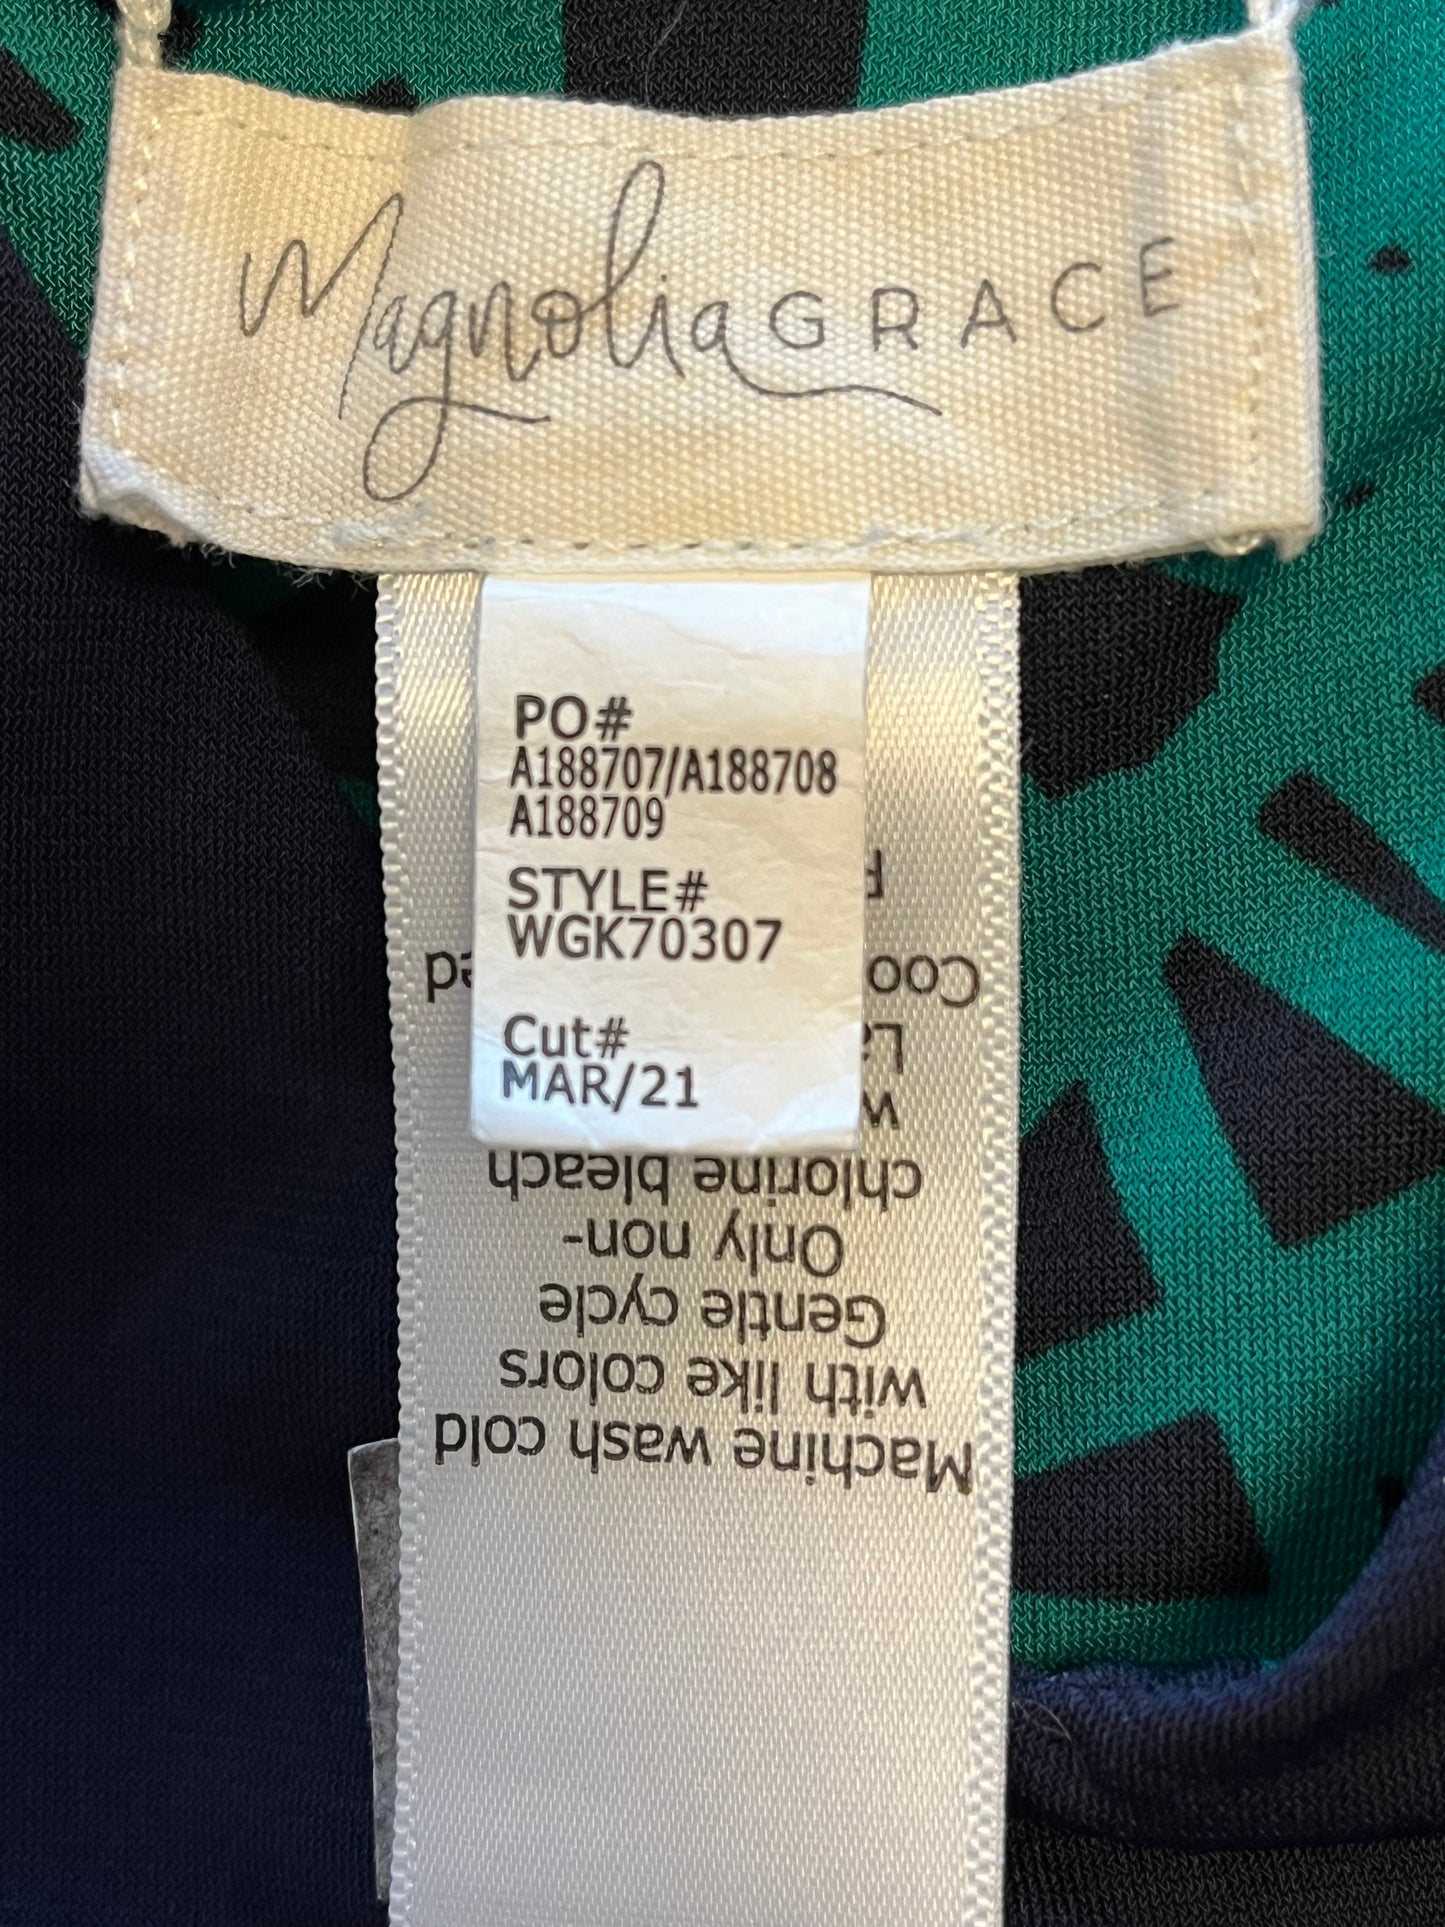 Magnolia GRACE
PO#
A188707/A188708
A188709
STYLE#
WGK70307
Cut#
MAR/21
Machine wash cold
with like colors
Gentle cycle
Only non-
chlorine bleach